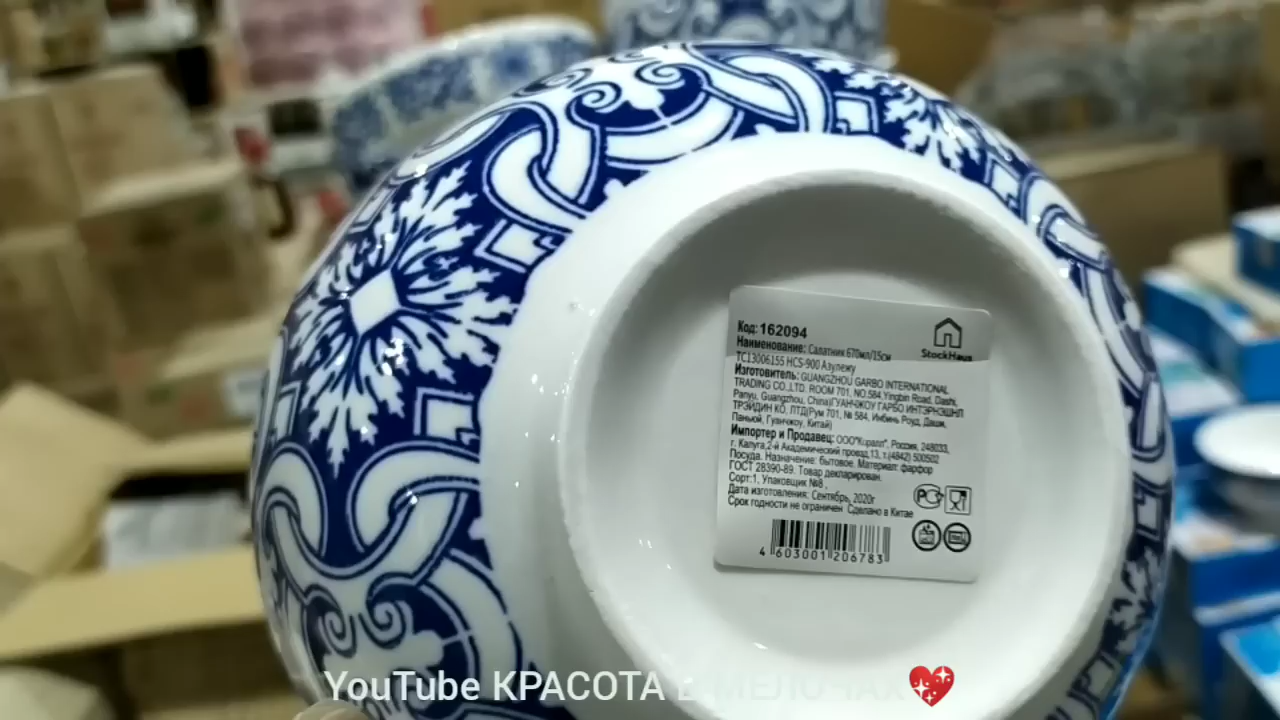 Код: 162094
StockHaus
Наименование: Салатник 670мл/15см
TC13006155 HCS-900 Азулежу
Изготовитель: GUANGZHOU GARBO INTERNATIONAL
TRADING CO.,LTD. ROOM 701, NO.584,Yingbin Road, Dashi,
Panyu, Guangzhou, China)/ГУАНЧЖОУ ГАРБО ИНТЭРНЭШНЛ
ТРЭЙДИН КО, ЛТД(Рум 701, № 584, Инбинь Роуд, Даши,
Паньюй, Гуанчжоу, Китай)
Импортер и Продавец: ООО"Коралл", Россия, 248033,
г. Калуга,2-й Академический проезд,13, т.(4842) 500502
Посуда. Назначение: бытовое. Материал: фарфор
ГОСТ 28390-89. Товар декларирован.
Сорт:1, Упаковщик №8
Дата изготовления: Сентябрь, 2020г
Срок годности не ограничен Сделано в Китае
4 603001 206783
YouTube КРАСОТА В МЕЛОЧАХ💖